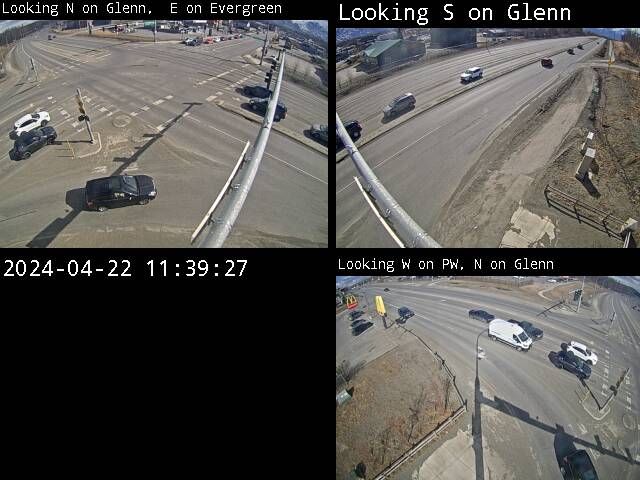 Looking N on Glenn, E on Evergreen
Looking S on Glenn
2024-04-22 11:39:27
Looking W on PW, N on Glenn